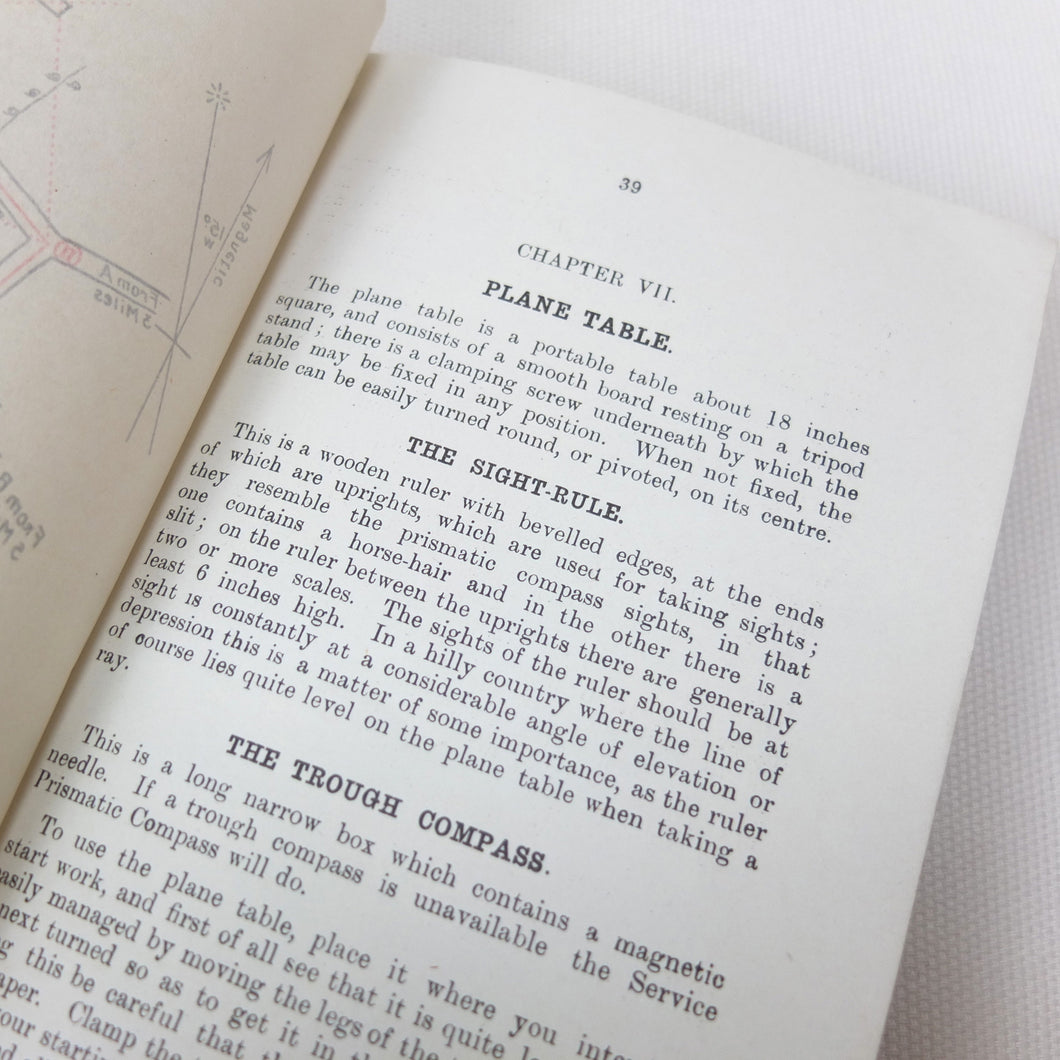 39
CHAPTER VII.
PLANE TABLE.
The plane table is a portable table about 18 inches
square, and consists of a smooth board resting on a tripod
stand; there is a clamping screw underneath by which the
table may be fixed in any position. When not fixed, the
table can be easily turned round, or pivoted, on its centre.
THE SIGHT-RULE.
This is a wooden ruler with bevelled edges, at the ends
of which are uprights, which are used for taking sights;
they resemble the prismatic compass sights, in that
one contains a horse-hair and in the other there is a
slit; on the ruler between the uprights there are generally
two or more scales. The sights of the ruler should be at
least 6 inches high. In a hilly country where the line of
sight is constantly at a considerable angle of elevation or
depression this is a matter of some importance, as the ruler
of course lies quite level on the plane table when taking a
ray.
THE TROUGH COMPASS.
This is a long narrow box which contains a magnetic
needle. If a trough compass is unavailable the Service
Prismatic Compass will do.
To use the plane table, place it where you
start work, and first of all see that it is quite
easily managed by moving the legs of the
next turned so as to get it in
this be careful that
Clamp the
Magnetic
From A
5 Miles